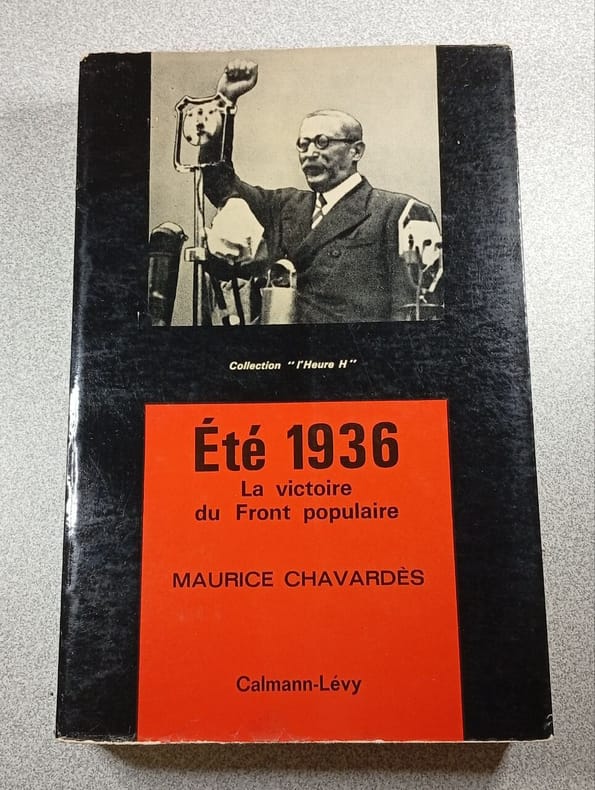 Collection "l'Heure H"
Été 1936
La victoire
du Front populaire
MAURICE CHAVARDÈS
Calmann-Lévy